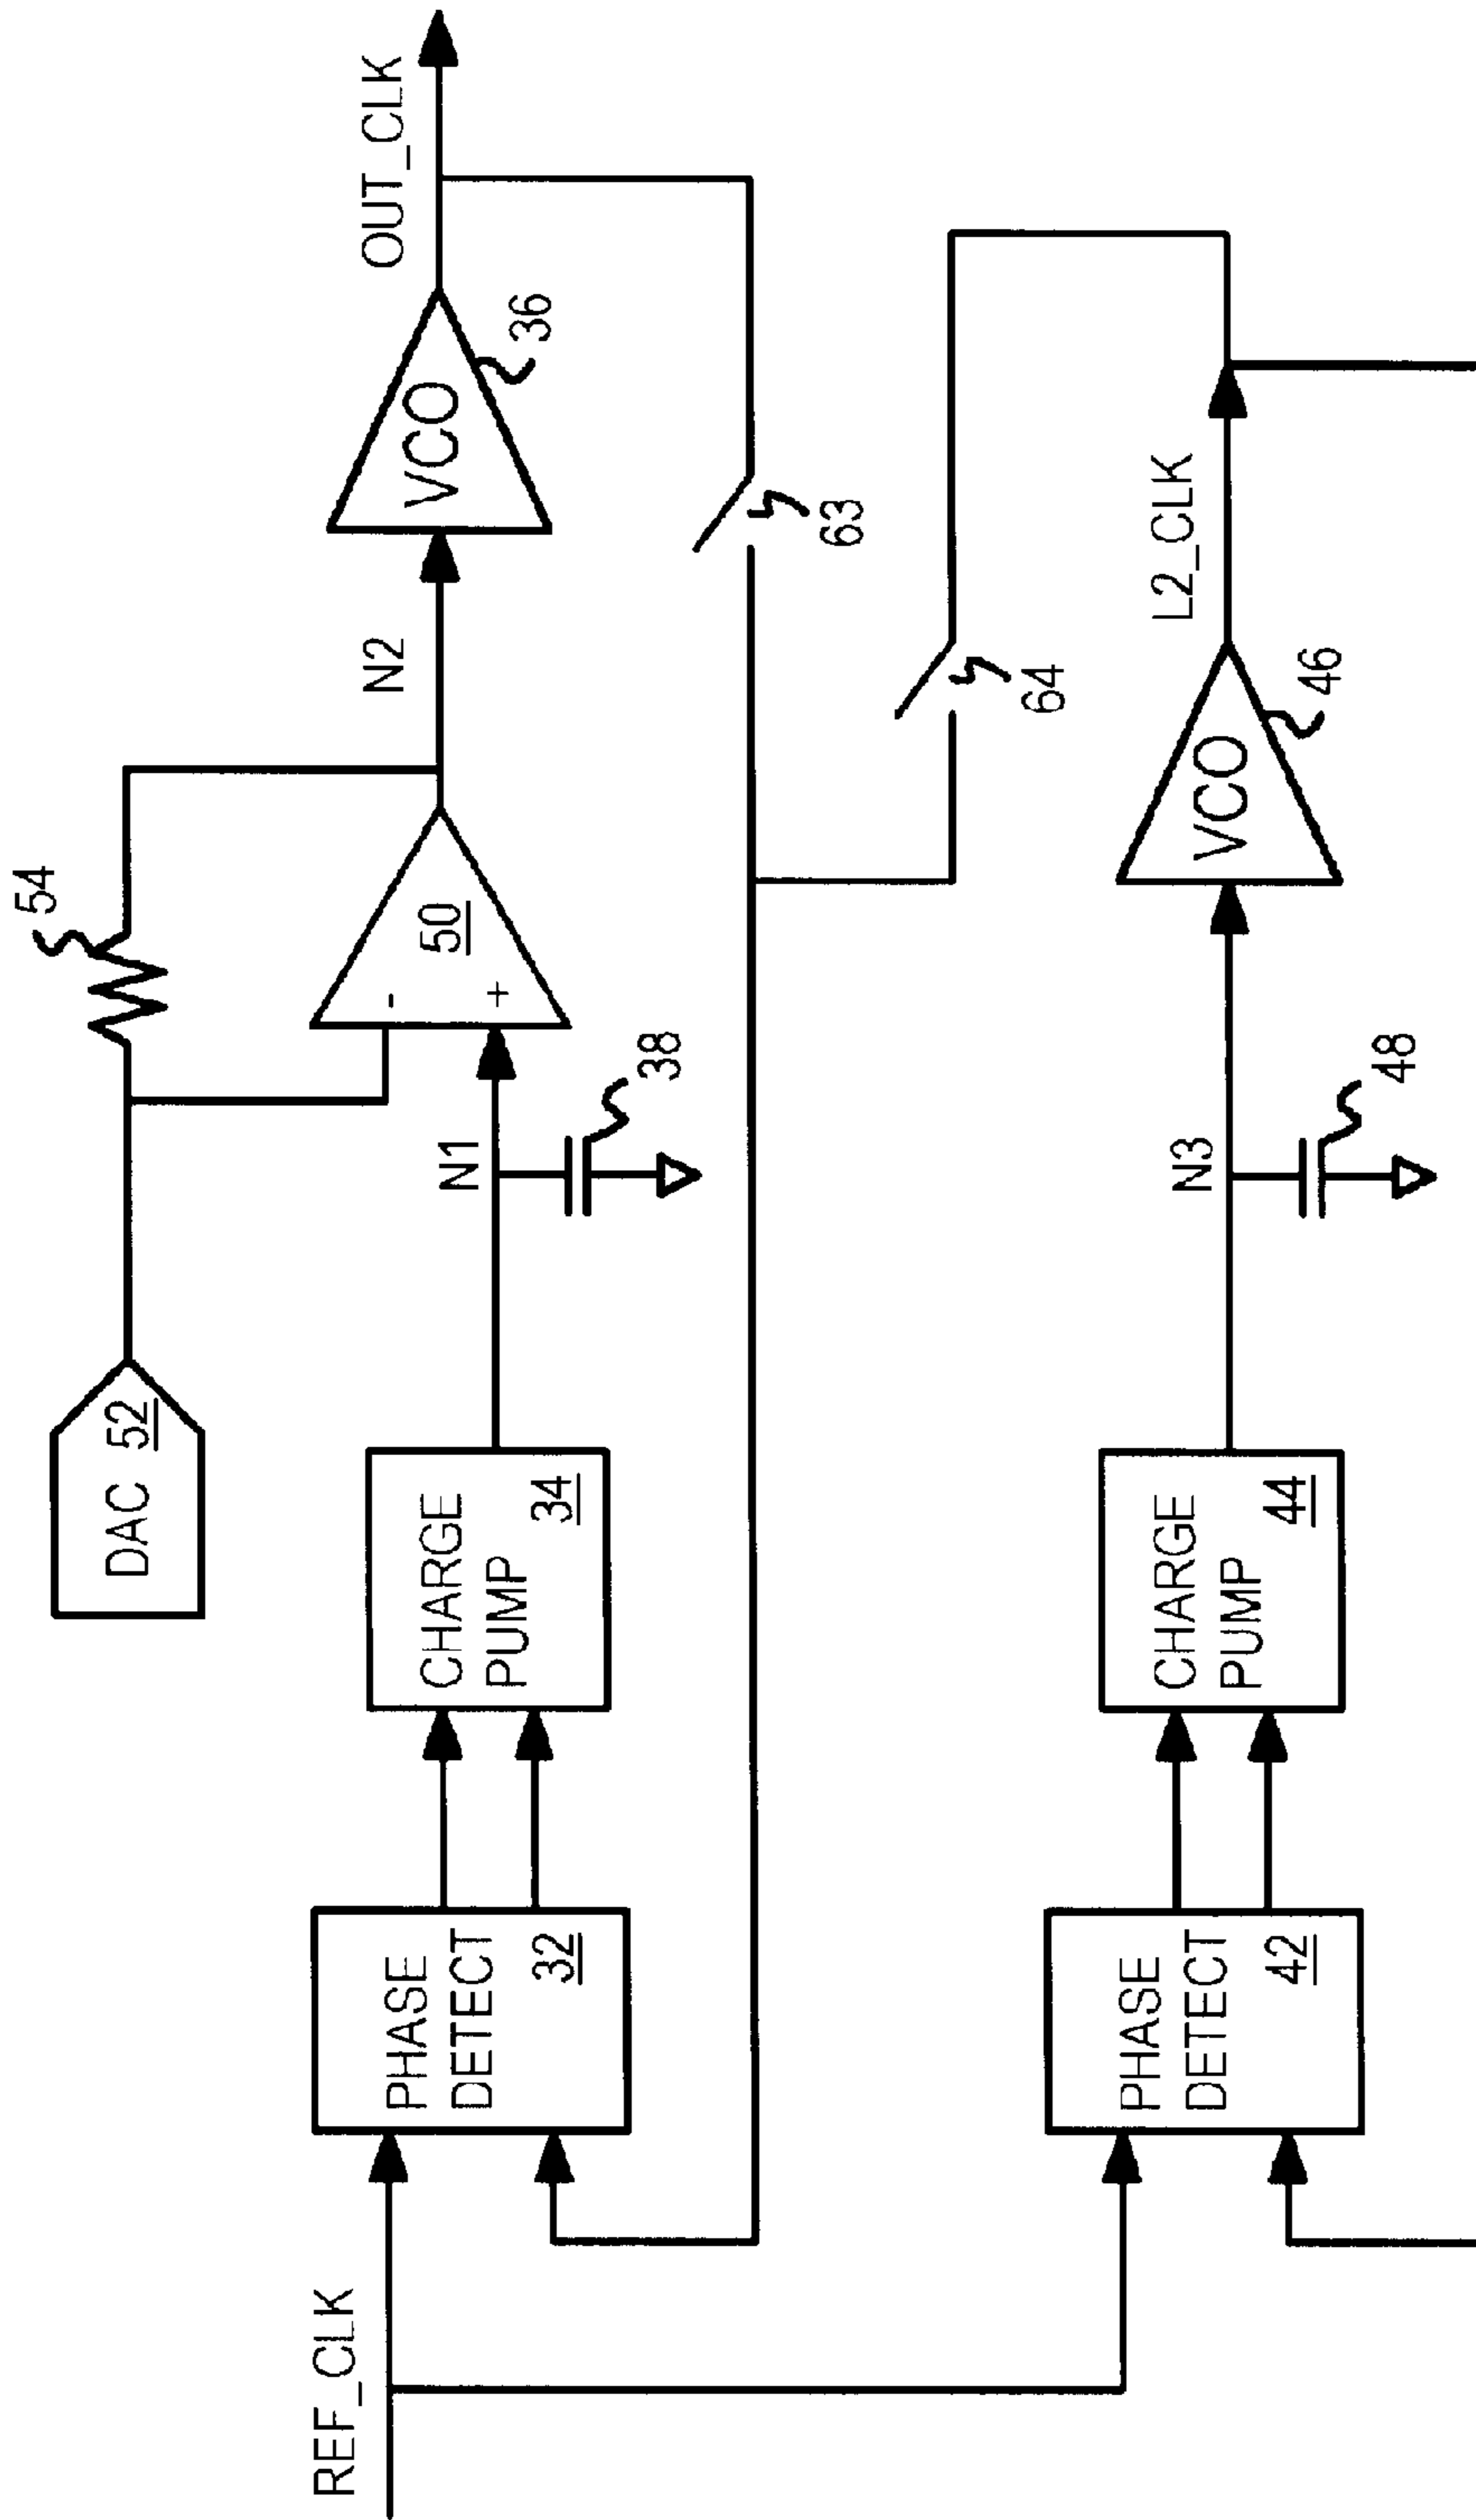 54
DAC 52
REF_CLK
PHASE
DETECT
32
CHARGE
PUMP
34
N1
38
-
+
50
N2
VCO
36
OUT_CLK
63
64
PHASE
DETECT
42
CHARGE
PUMP
44
N3
48
VCO
46
L2_CLK